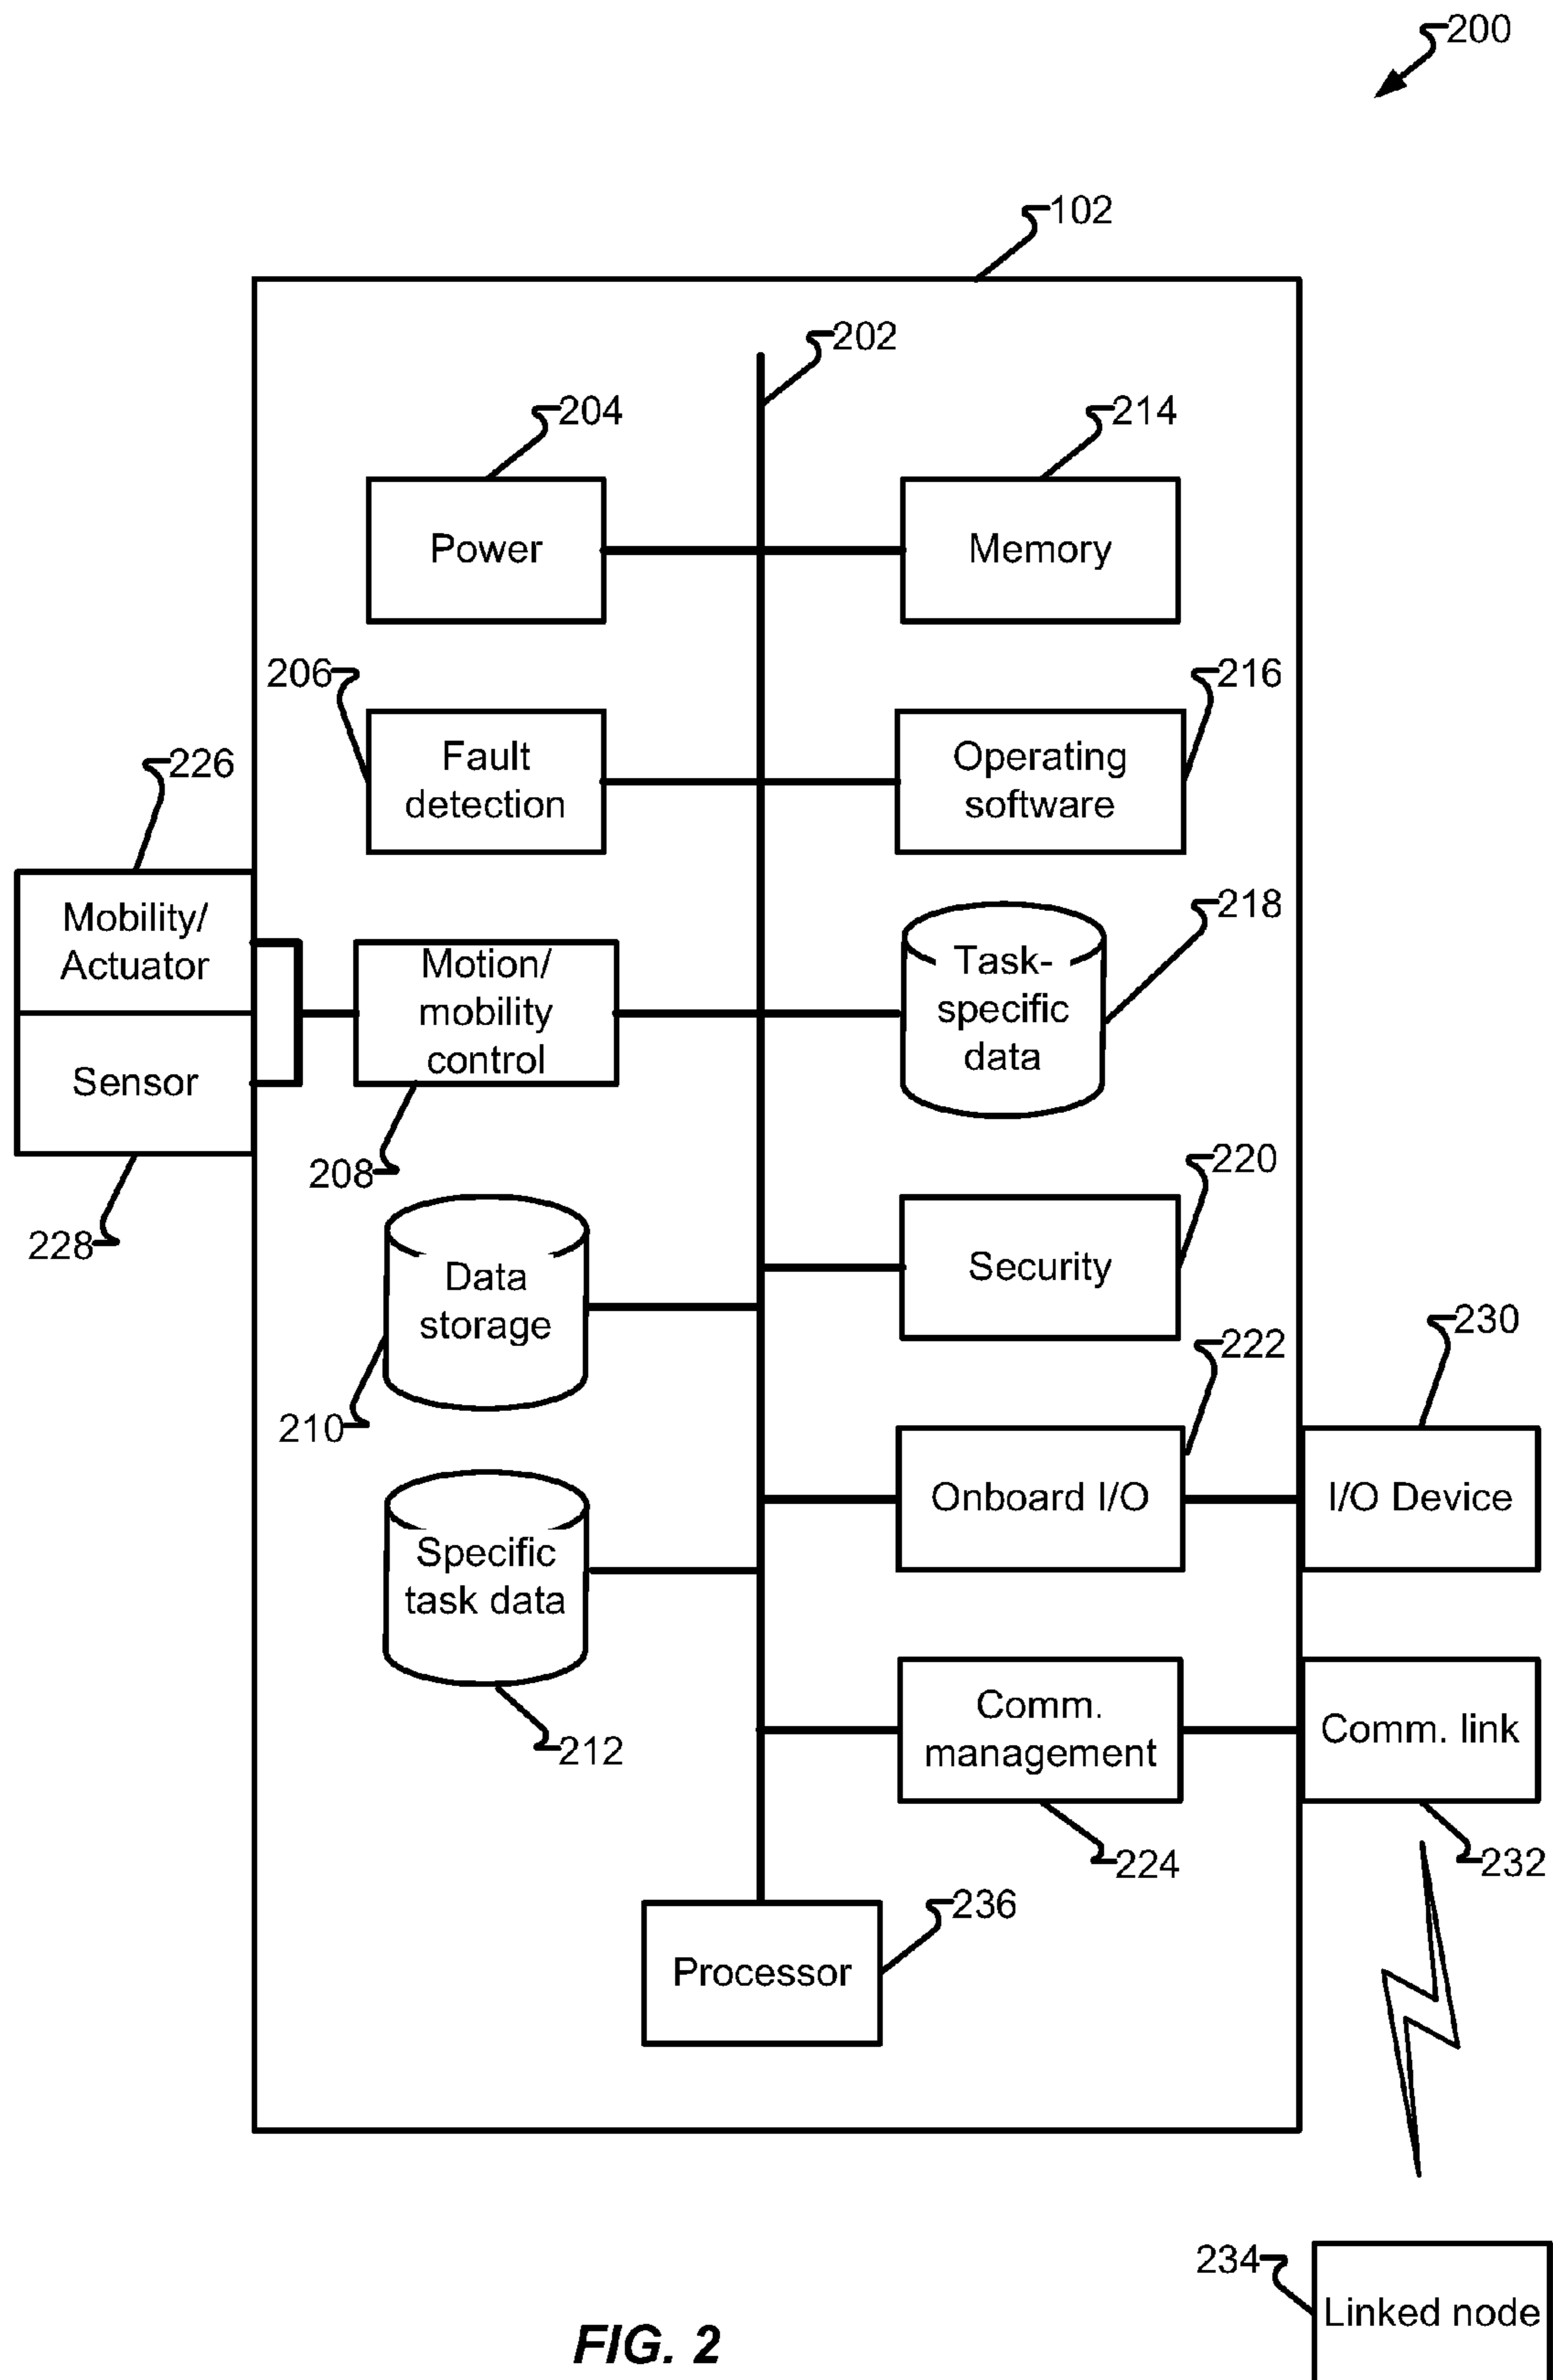 200
102
202
204
214
Power
Memory
206
216
Fault
detection
Operating
software
226
218
Mobility/
Actuator
Motion/
mobility
control
Task-
specific
data
Sensor
208
220
228
Security
Data
storage
230
222
210
Onboard I/O
I/O Device
Specific
task data
212
Comm.
management
Comm. link
224
232
236
Processor
234
Linked node
FIG. 2